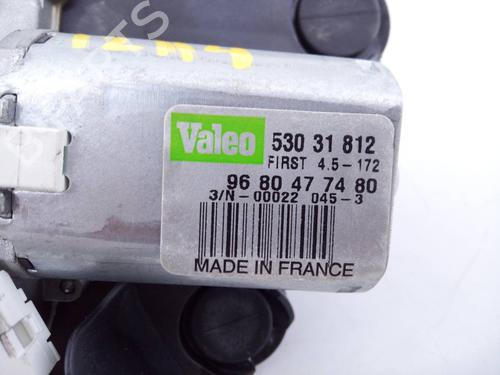 Valeo 530 31 812
FIRST 4.5-172
96 80 47 74 80
3/N-00022 045-3
MADE IN FRANCE
B-PARTS